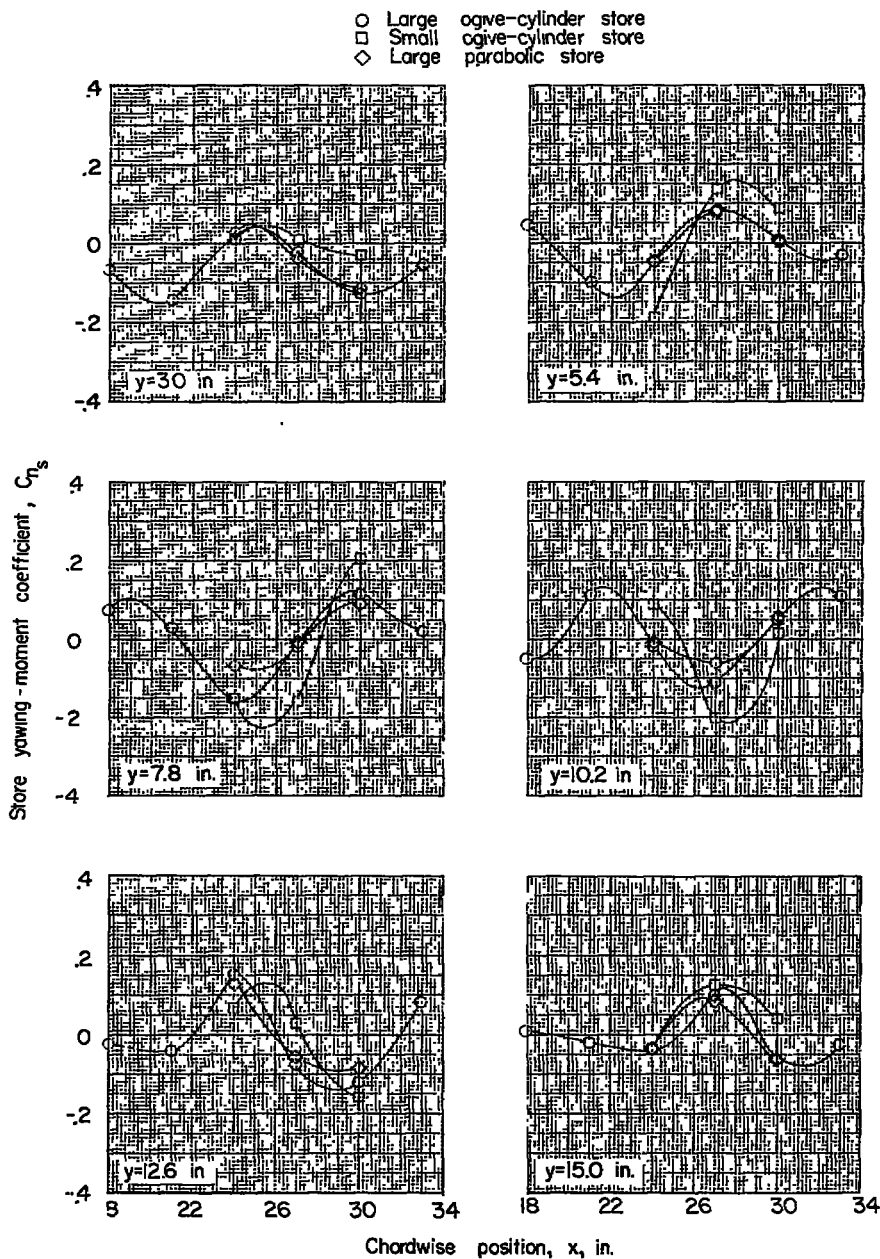 Large ogive-cylinder store
Small ogive-cylinder store
Large parabolic store
.4
.2
0
-.2
-.4
y=3.0 in
y=5.4 in.
Store yawing-moment coefficient, Cns
.4
.2
0
-.2
-.4
y=7.8 in.
y=10.2 in
.4
.2
0
-.2
-.4
y=12.6 in
y=15.0 in.
8 22 26 30 34
18 22 26 30 34
Chordwise position, x, in.